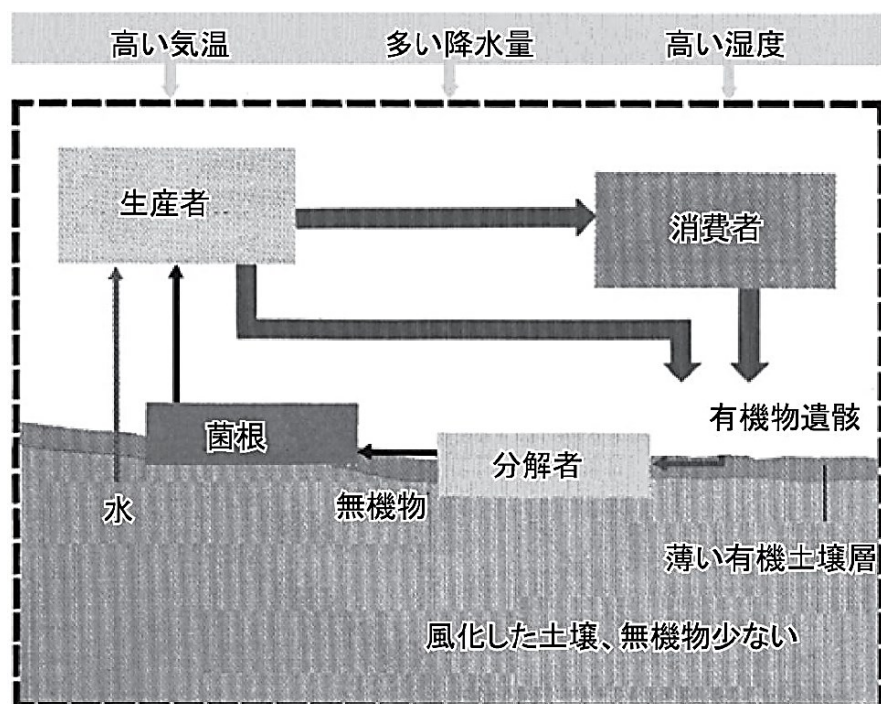 高い気温
多い降水量
高い湿度
生産者
消費者
有機物遺骸
菌根
分解者
水
無機物
薄い有機土壌層
風化した土壌、無機物少ない